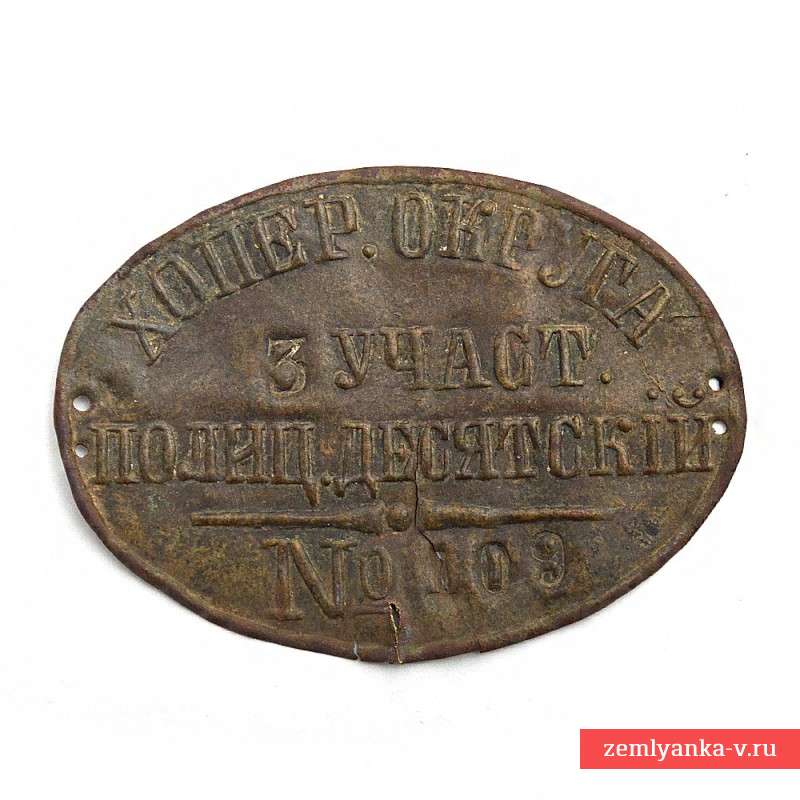 ХОПЕР. ОКРУГА
3 УЧАСТ.
ПОЛИЦ. ДЕСЯТСКІЙ
№ 109
zemlyanka-v.ru